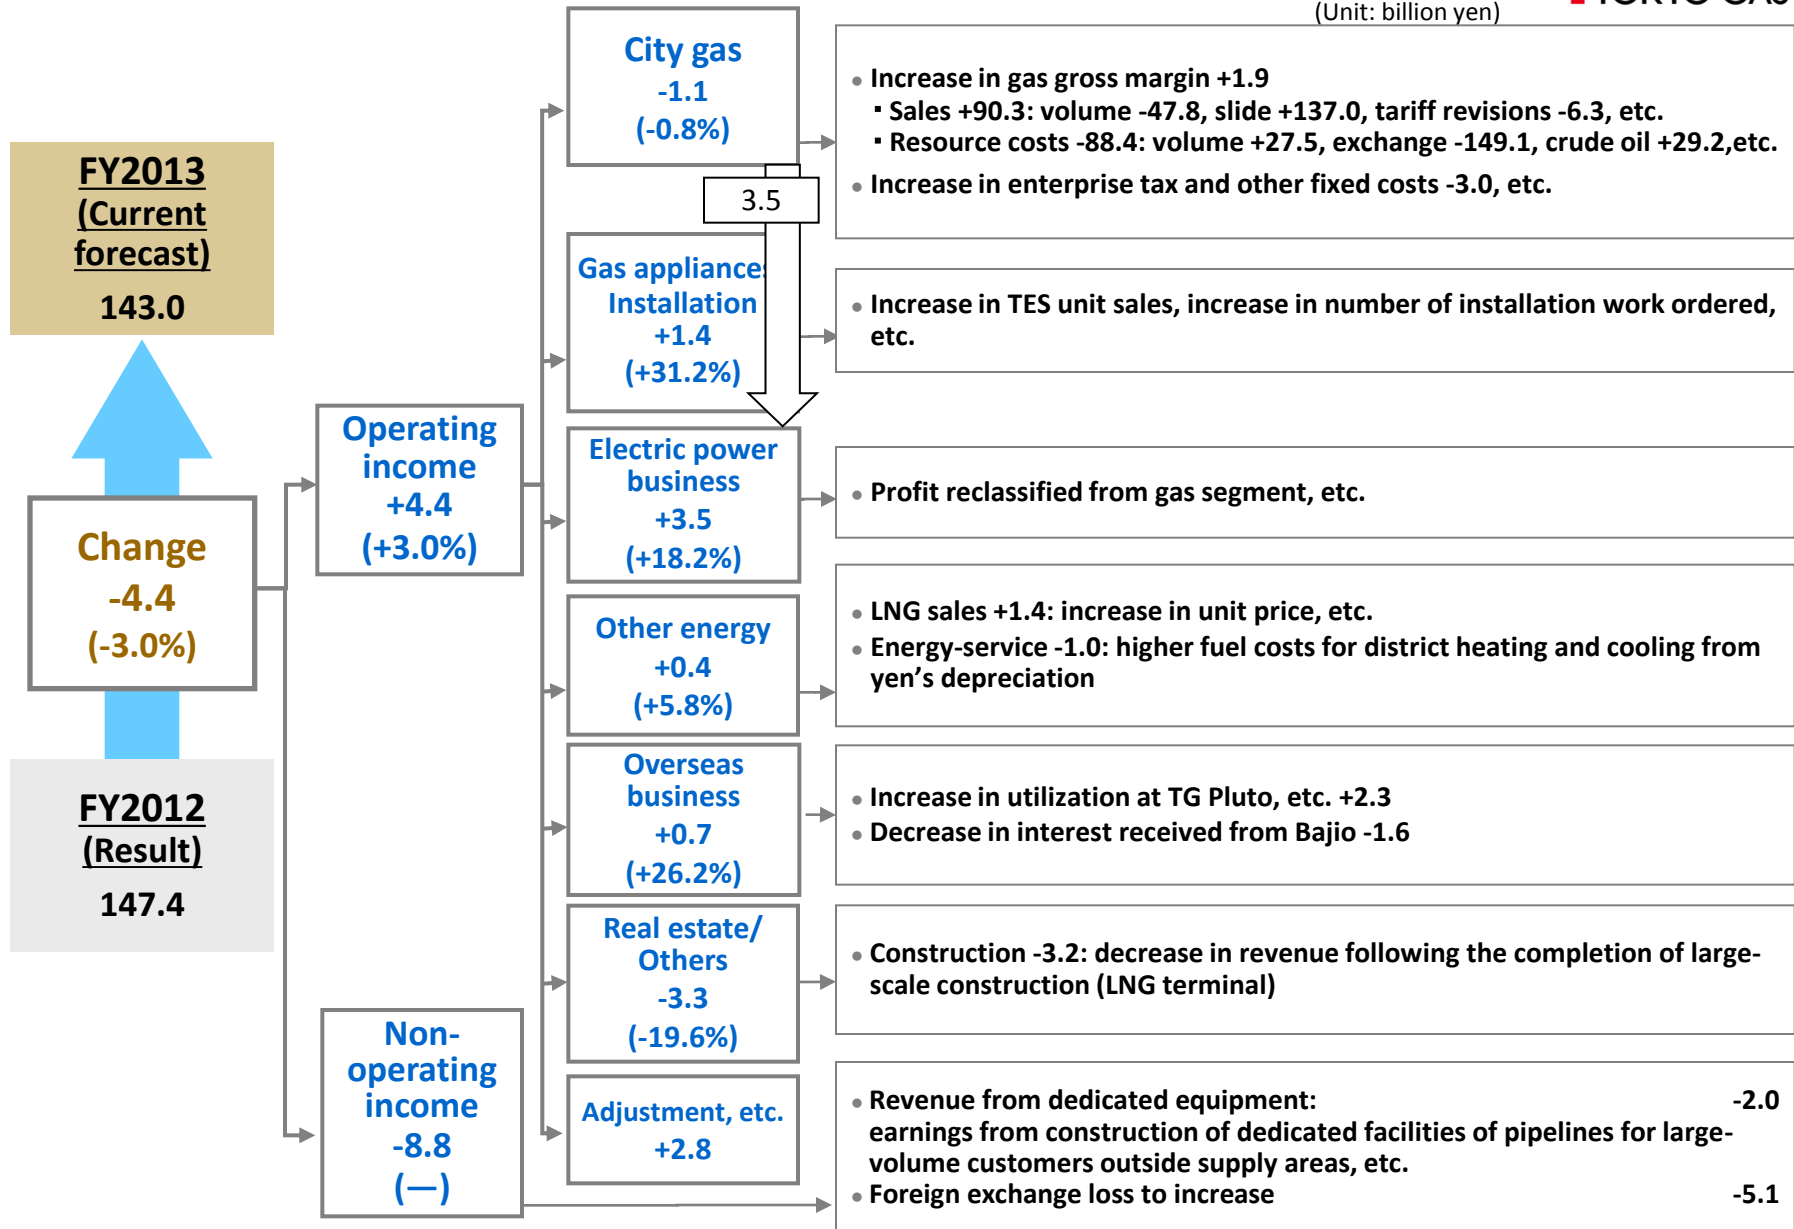 (Unit: billion yen)
FY2013
(Current
forecast)
143.0
Change
-4.4
(-3.0%)
FY2012
(Result)
147.4
Operating
income
+4.4
(+3.0%)
Non-
operating
income
-8.8
(—)
City gas
-1.1
(-0.8%)
3.5
Gas appliances
Installation
+1.4
(+31.2%)
Electric power
business
+3.5
(+18.2%)
Other energy
+0.4
(+5.8%)
Overseas
business
+0.7
(+26.2%)
Real estate/
Others
-3.3
(-19.6%)
Adjustment, etc.
+2.8
• Increase in gas gross margin +1.9
・Sales +90.3: volume -47.8, slide +137.0, tariff revisions -6.3, etc.
・Resource costs -88.4: volume +27.5, exchange -149.1, crude oil +29.2,etc.
• Increase in enterprise tax and other fixed costs -3.0, etc.
• Increase in TES unit sales, increase in number of installation work ordered,
etc.
• Profit reclassified from gas segment, etc.
• LNG sales +1.4: increase in unit price, etc.
• Energy-service -1.0: higher fuel costs for district heating and cooling from
yen’s depreciation
• Increase in utilization at TG Pluto, etc. +2.3
• Decrease in interest received from Bajio -1.6
• Construction -3.2: decrease in revenue following the completion of large-
scale construction (LNG terminal)
• Revenue from dedicated equipment: -2.0
earnings from construction of dedicated facilities of pipelines for large-
volume customers outside supply areas, etc.
• Foreign exchange loss to increase -5.1